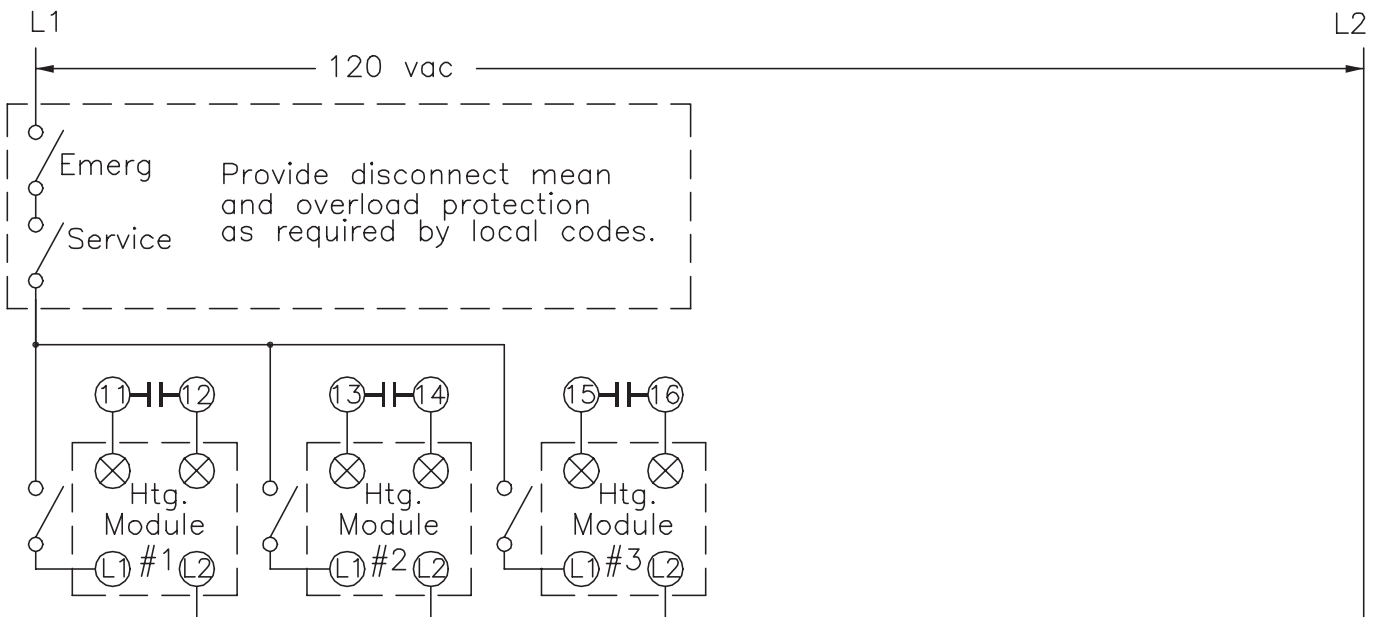 L1 L2
120 vac
Emerg
Provide disconnect mean
and overload protection
as required by local codes.
Service
11 12 13 14 15 16
Htg.
Module
#1
L1 L2
Htg.
Module
#2
L1 L2
Htg.
Module
#3
L1 L2